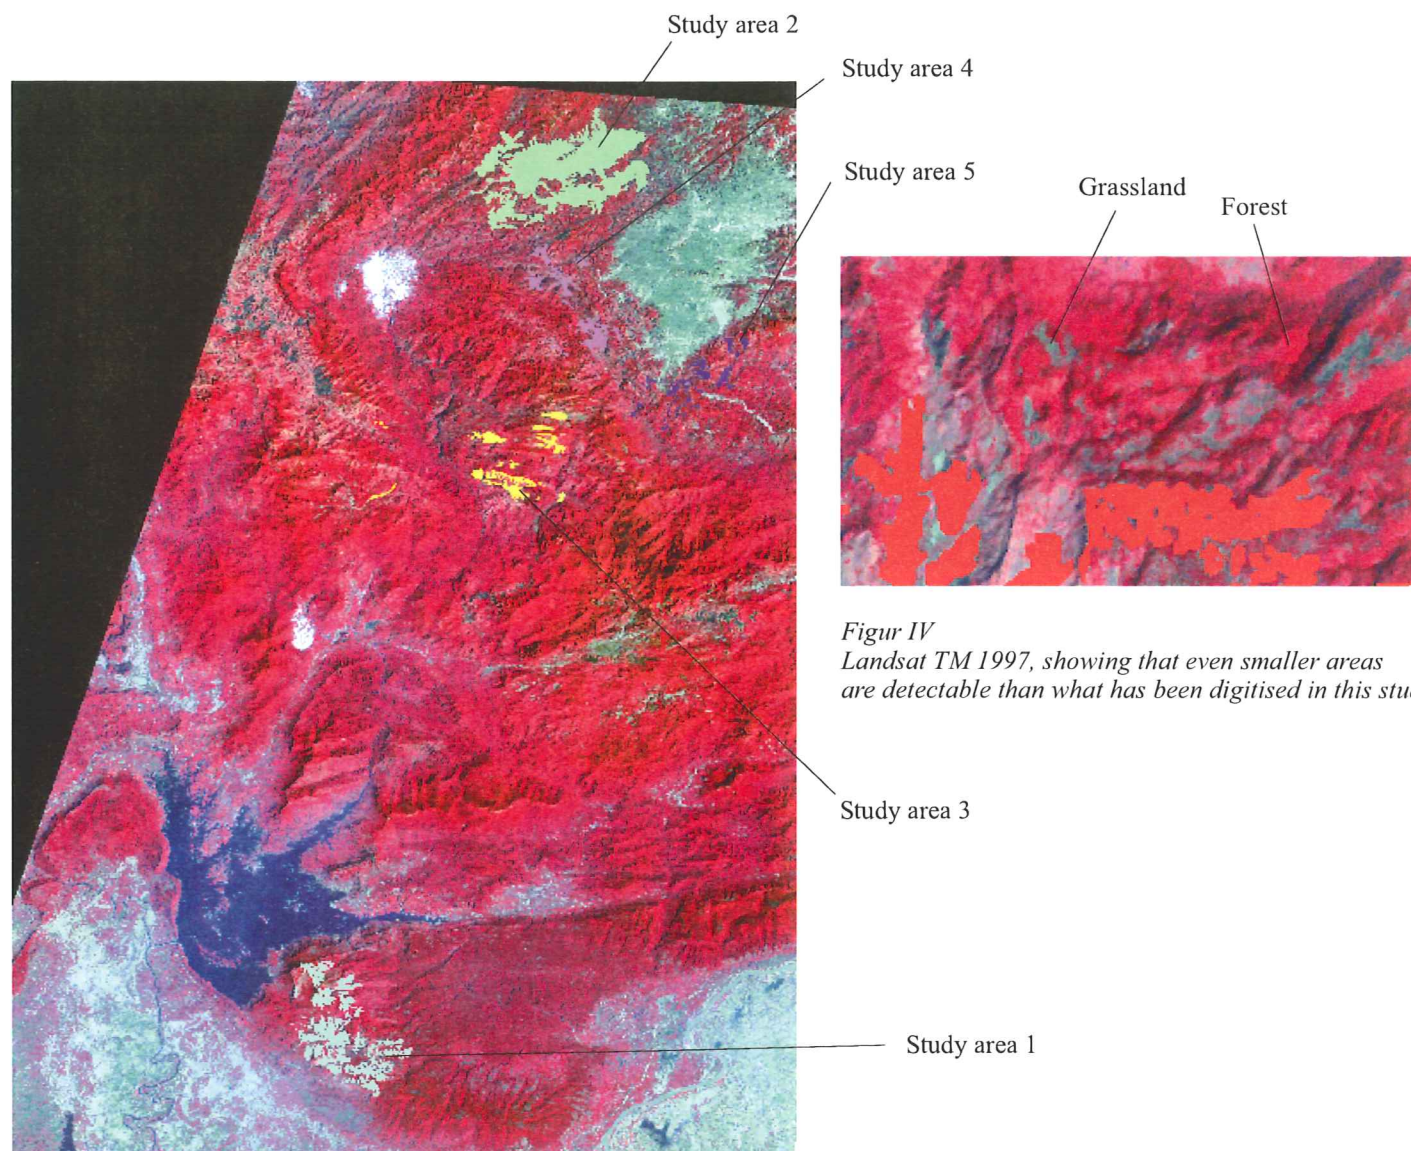 Study area 2
Study area 4
Study area 5
Grassland
Forest
Figur IV
Landsat TM 1997, showing that even smaller areas
are detectable than what has been digitised in this
Study area 3
Study area 1